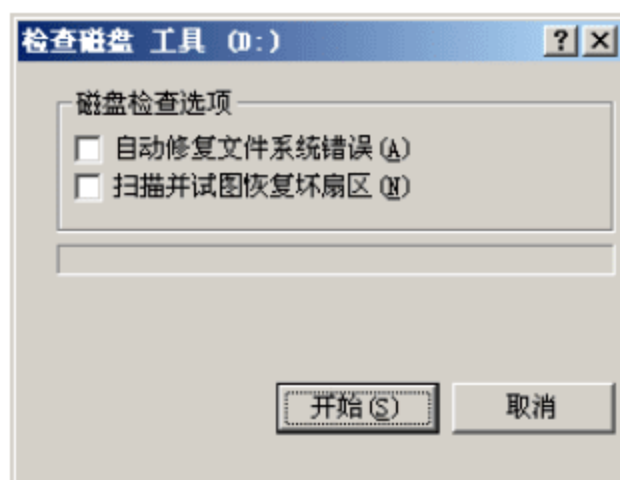 检查磁盘 工具 (D:)
磁盘检查选项
自动修复文件系统错误(A)
扫描并试图恢复坏扇区(N)
开始(S)
取消